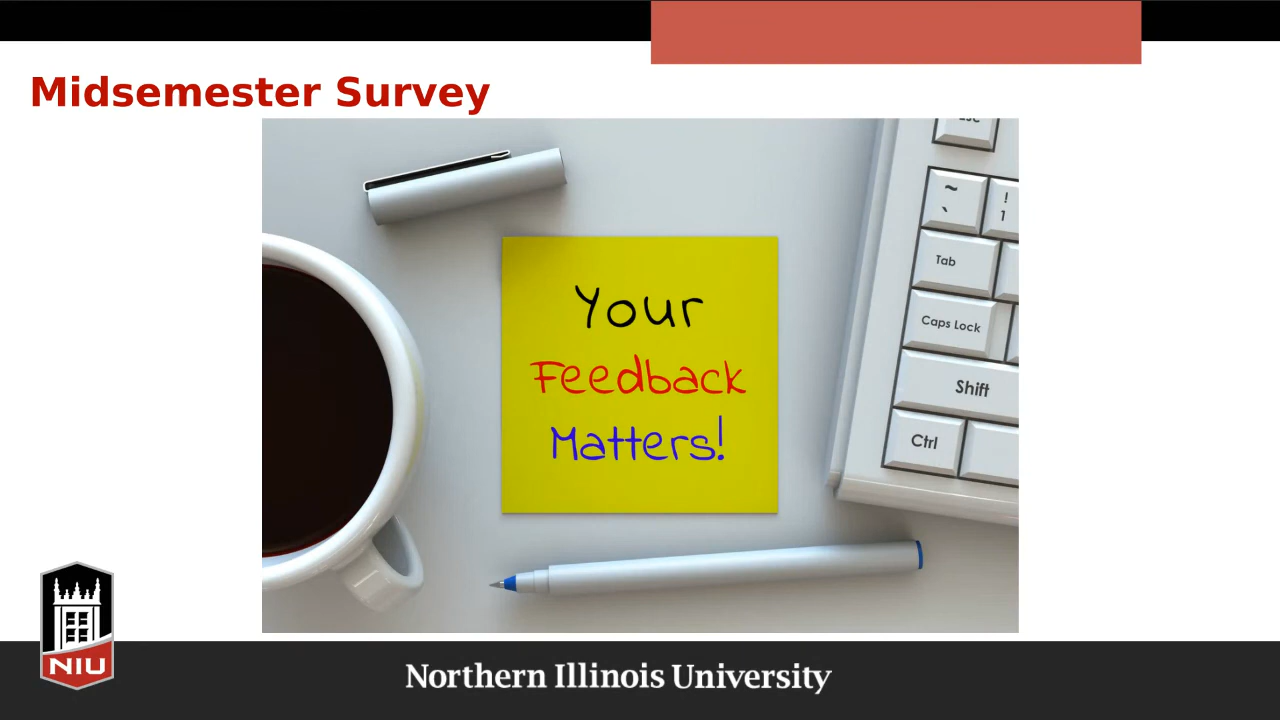 Midsemester Survey
Esc
~
`
!
1
Tab
Caps Lock
Shift
Ctrl
Your
Feedback
Matters!
NIU
Northern Illinois University